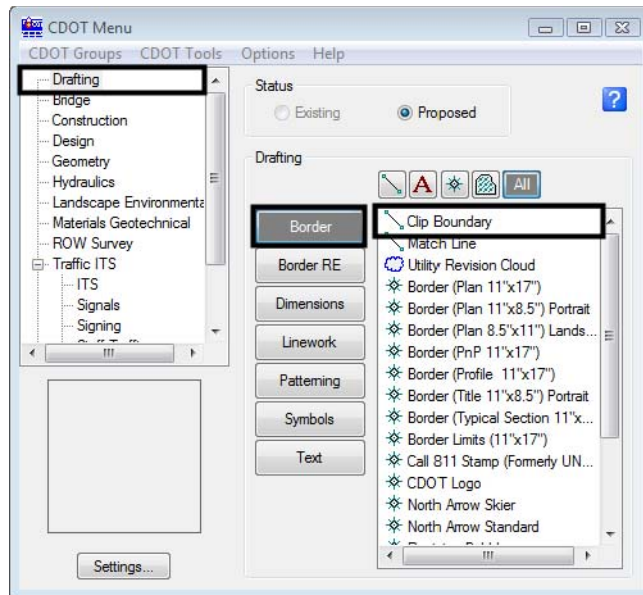 CDOT Menu
CDOT Groups CDOT Tools Options Help
Drafting
Bridge
Construction
Design
Geometry
Hydraulics
Landscape Environmenta
Materials Geotechnical
ROW Survey
Traffic ITS
ITS
Signals
Signing
Status
Existing
Proposed
?
Drafting
A
All
Border
Border RE
Dimensions
Linework
Patterning
Symbols
Text
Clip Boundary
Match Line
Utility Revision Cloud
Border (Plan 11"x17")
Border (Plan 11"x8.5") Portrait
Border (Plan 8.5"x11") Lands...
Border (PnP 11"x17")
Border (Profile 11"x17")
Border (Title 11"x8.5") Portrait
Border (Typical Section 11"x...
Border Limits (11"x17")
Call 811 Stamp (Formerly UN...
CDOT Logo
North Arrow Skier
North Arrow Standard
Settings...